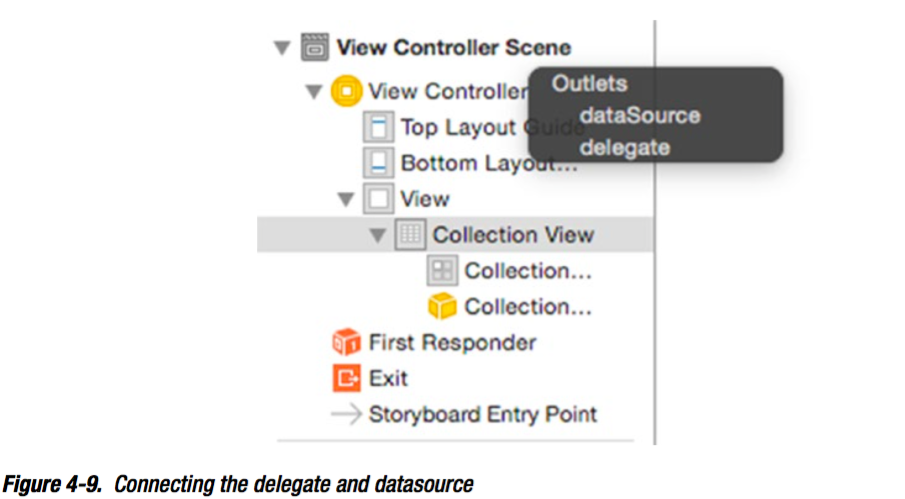 View Controller Scene
View Controller
Outlets
Top Layout Guide
dataSource
Bottom Layout...
delegate
View
Collection View
Collection...
Collection...
First Responder
Exit
Storyboard Entry Point
Figure 4-9. Connecting the delegate and datasource